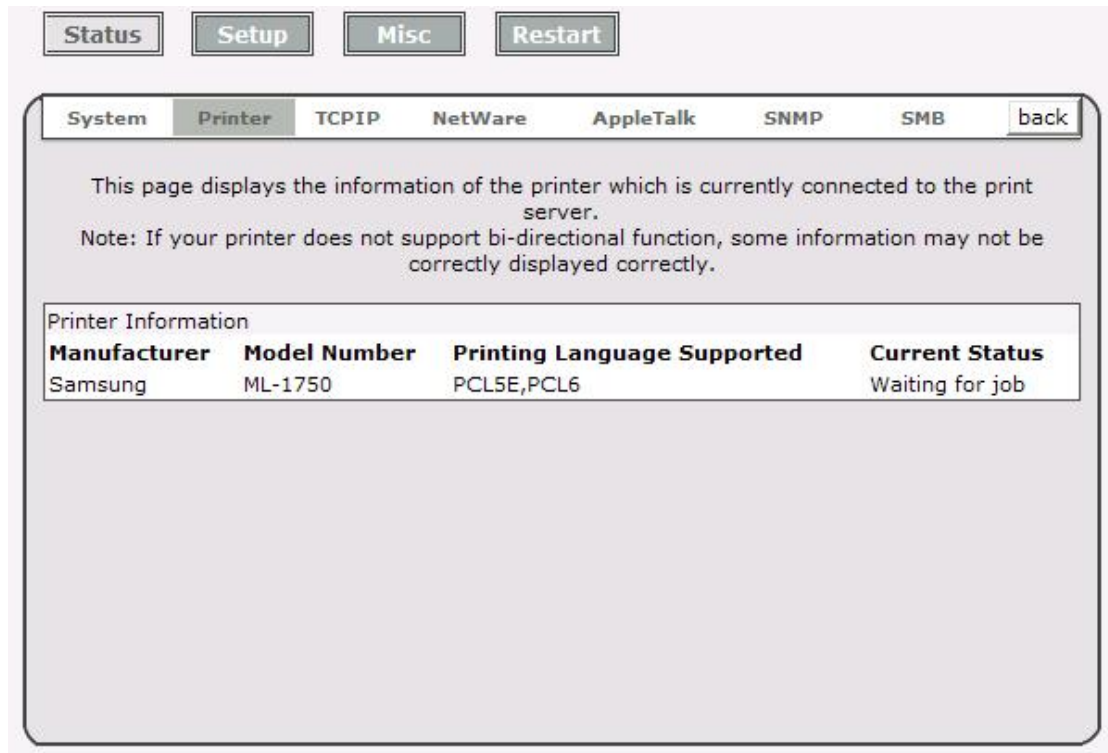 Status Setup Misc Restart
System Printer TCPIP NetWare AppleTalk SNMP SMB back
This page displays the information of the printer which is currently connected to the print
server.
Note: If your printer does not support bi-directional function, some information may not be
correctly displayed correctly.
Printer Information
Manufacturer Model Number Printing Language Supported Current Status
Samsung ML-1750 PCL5E,PCL6 Waiting for job